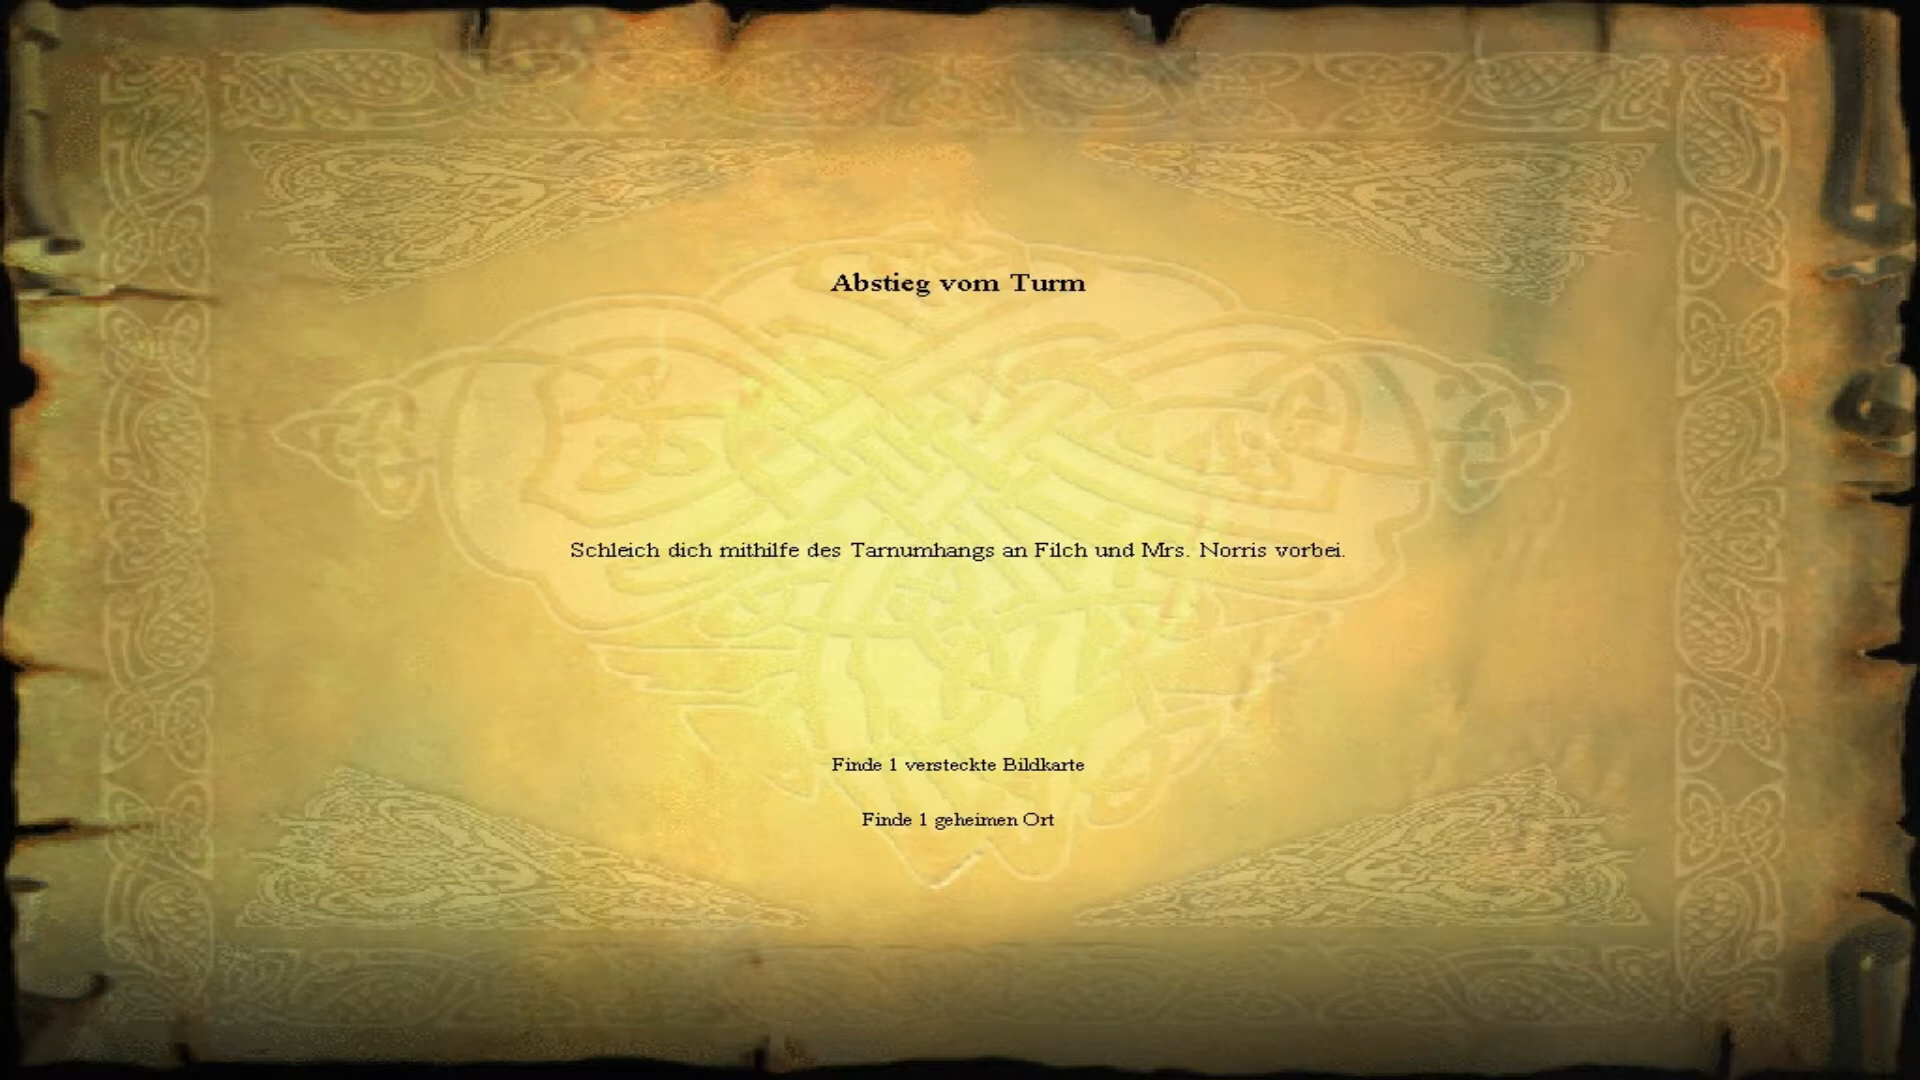 Abstieg vom Turm
Schleich dich mithilfe des Tarnumhangs an Filch und Mrs. Norris vorbei.
Finde 1 versteckte Bildkarte
Finde 1 geheimen Ort